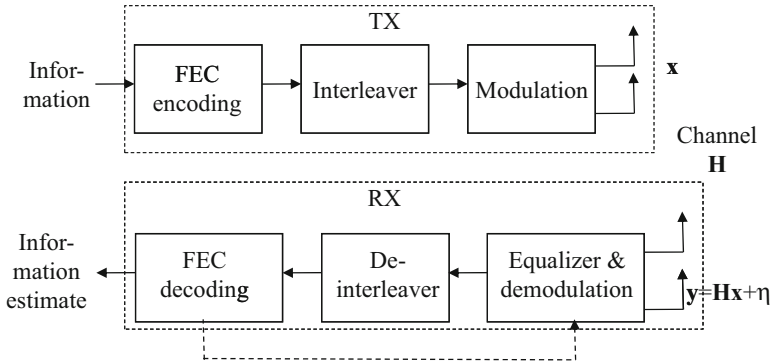 TX
Infor-
mation
FEC
encoding
Interleaver
Modulation
x
Channel
H
RX
Infor-
mation
estimate
FEC
decoding
De-
interleaver
Equalizer &
demodulation
y=Hx+η